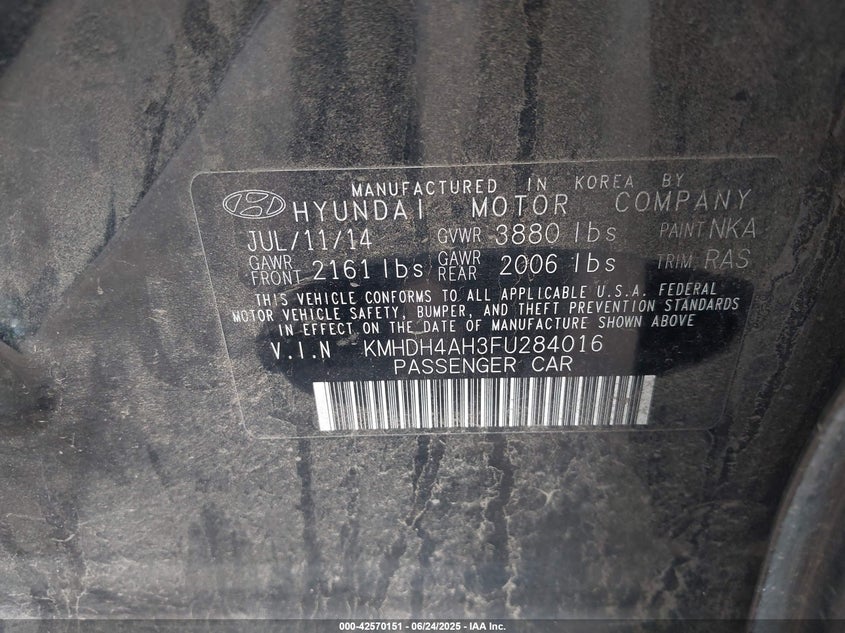 MANUFACTURED IN KOREA BY
HYUNDAI MOTOR COMPANY
JUL/11/14 GVWR 3880 lbs PAINT NKA
GAWR FRONT 2161 lbs/ GAWR REAR 2006 lbs TRIM RAS
THIS VEHICLE CONFORMS TO ALL APPLICABLE U.S.A. FEDERAL
MOTOR VEHICLE SAFETY, BUMPER, AND THEFT PREVENTION STANDARDS
IN EFFECT ON THE DATE OF MANUFACTURE SHOWN ABOVE
V.I.N KMHDH4AH3FU284016
PASSENGER CAR
000-42570151 - 06/24/2025 - IAA Inc.